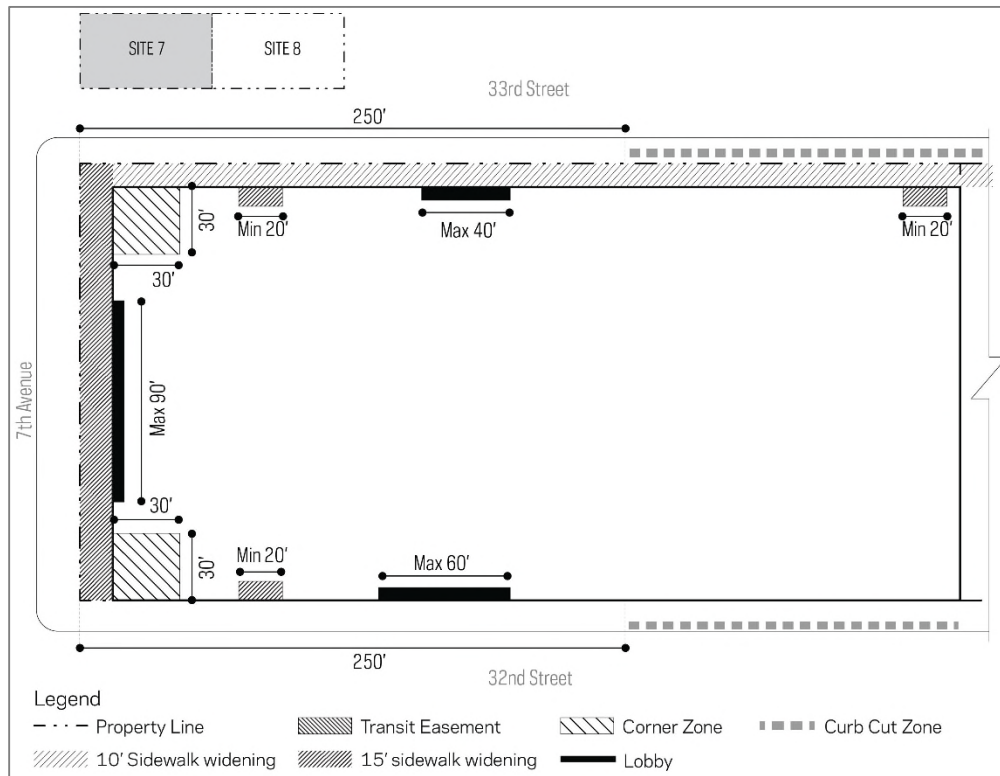 SITE 7 SITE 8
33rd Street
250'
30'
Min 20'
Max 40'
Min 20'
30'
7th Avenue
Max 90'
30'
30'
Min 20'
Max 60'
250'
32nd Street
Legend
Property Line Transit Easement Corner Zone Curb Cut Zone
10' Sidewalk widening 15' sidewalk widening Lobby